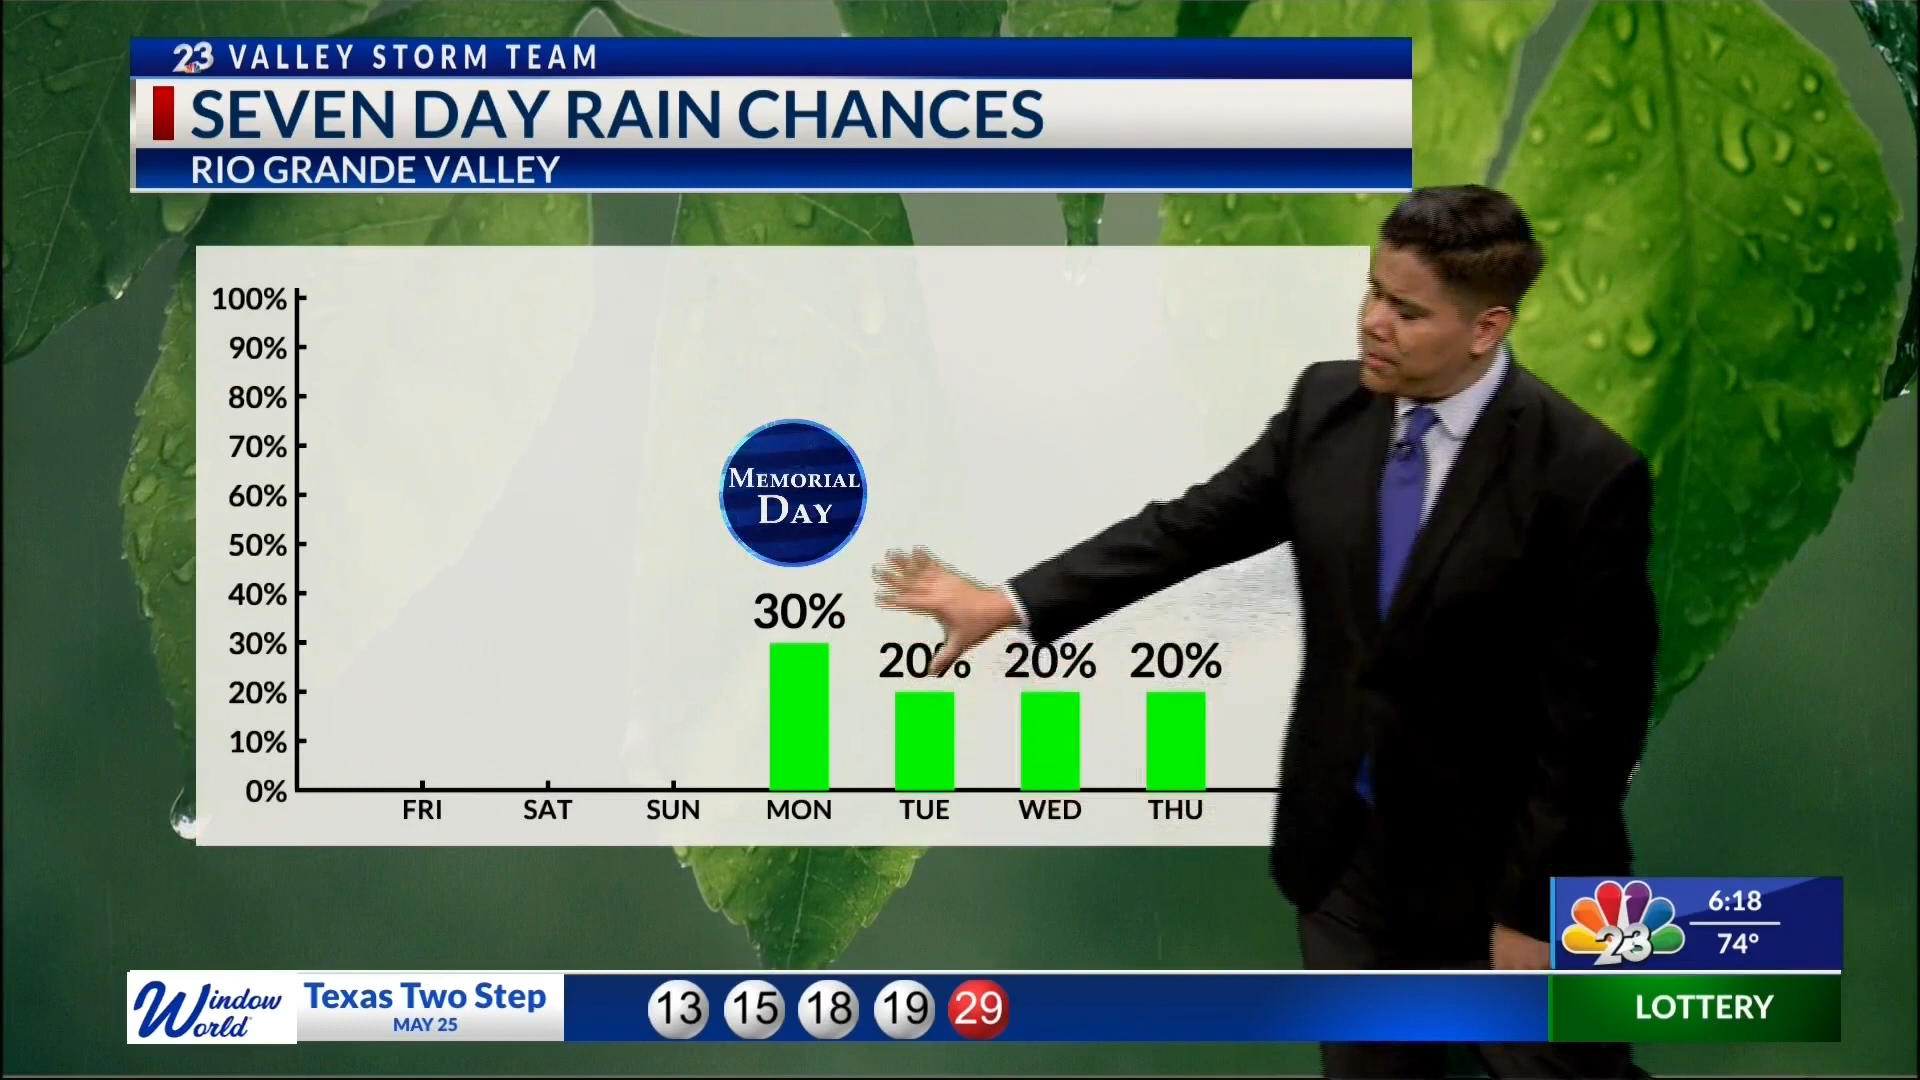 23 VALLEY STORM TEAM
SEVEN DAY RAIN CHANCES
RIO GRANDE VALLEY
100%
90%
80%
70%
60%
50%
40%
30%
20%
10%
0%
MEMORIAL
DAY
30%
20%
20%
20%
FRI SAT SUN MON TUE WED THU
23
6:18
74°
Window
World
Texas Two Step
MAY 25
13 15 18 19 29
LOTTERY